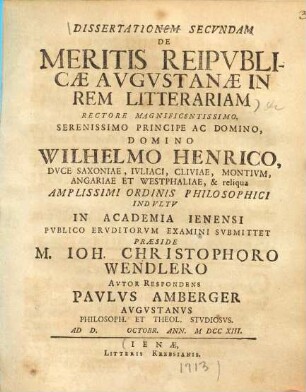 DISSERTATIONEM SECVNDAM
DE
MERITIS REIPVBLI-
CÆ AVGVSTANÆ IN
REM LITTERARIAM
RECTORE MAGNIFICENTISSIMO,
SERENISSIMO PRINCIPE AC DOMINO,
DOMINO
WILHELMO HENRICO,
DVCE SAXONIAE, IVLIACI, CLIVIAE, MONTIVM,
ANGARIAE ET WESTPHALIAE, & reliqua
AMPLISSIMI ORDINIS PHILOSOPHICI
INDVLTV
IN ACADEMIA IENENSI
PVBLICO ERVDITORVM EXAMINI SVBMITTET
PRÆSIDE
M. IOH. CHRISTOPHORO
WENDLERO
AVTOR RESPONDENS
PAVLVS AMBERGER
AVGVSTANVS
PHILOSOPH. ET THEOL. STVDIOSVS.
AD D. OCTOBR. ANN. M DCC XIII.
IENÆ,
LITTERIS KREBSIANIS.
1713